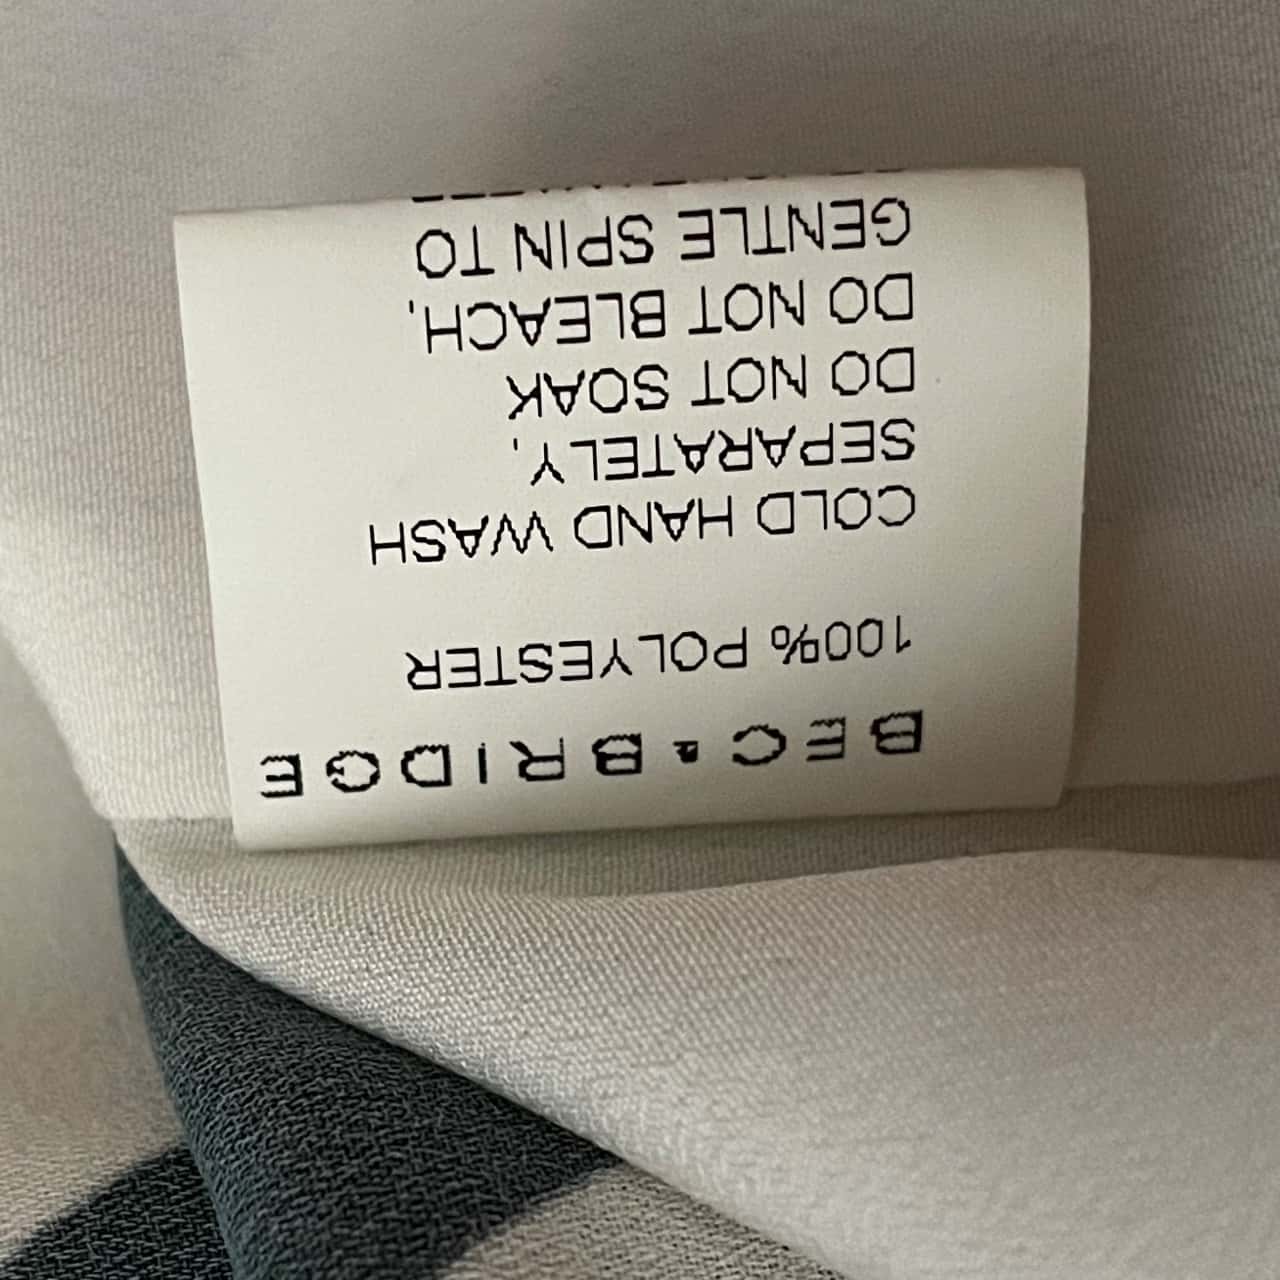 BEC & BRIDGE
100% POLYESTER
COLD HAND WASH
SEPARATELY,
DO NOT SOAK
DO NOT BLEACH,
GENTLE SPIN TO